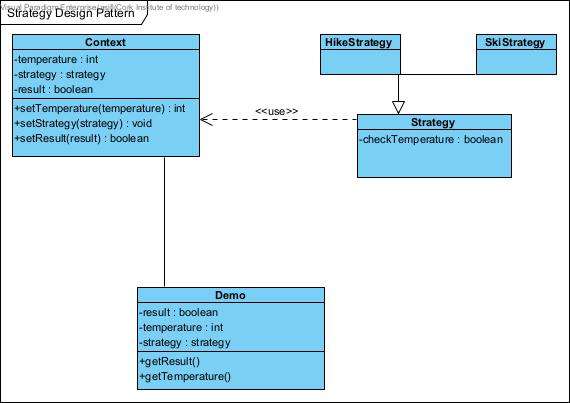 Visual Paradigm Enterprise(asif(Cork Institute of technology))
Strategy Design Pattern
Context
-temperature : int
-strategy : strategy
-result : boolean
+setTemperature(temperature) : int
+setStrategy(strategy) : void
+setResult(result) : boolean
HikeStrategy
SkiStrategy
<<use>>
Strategy
-checkTemperature : boolean
Demo
-result : boolean
-temperature : int
-strategy : strategy
+getResult()
+getTemperature()